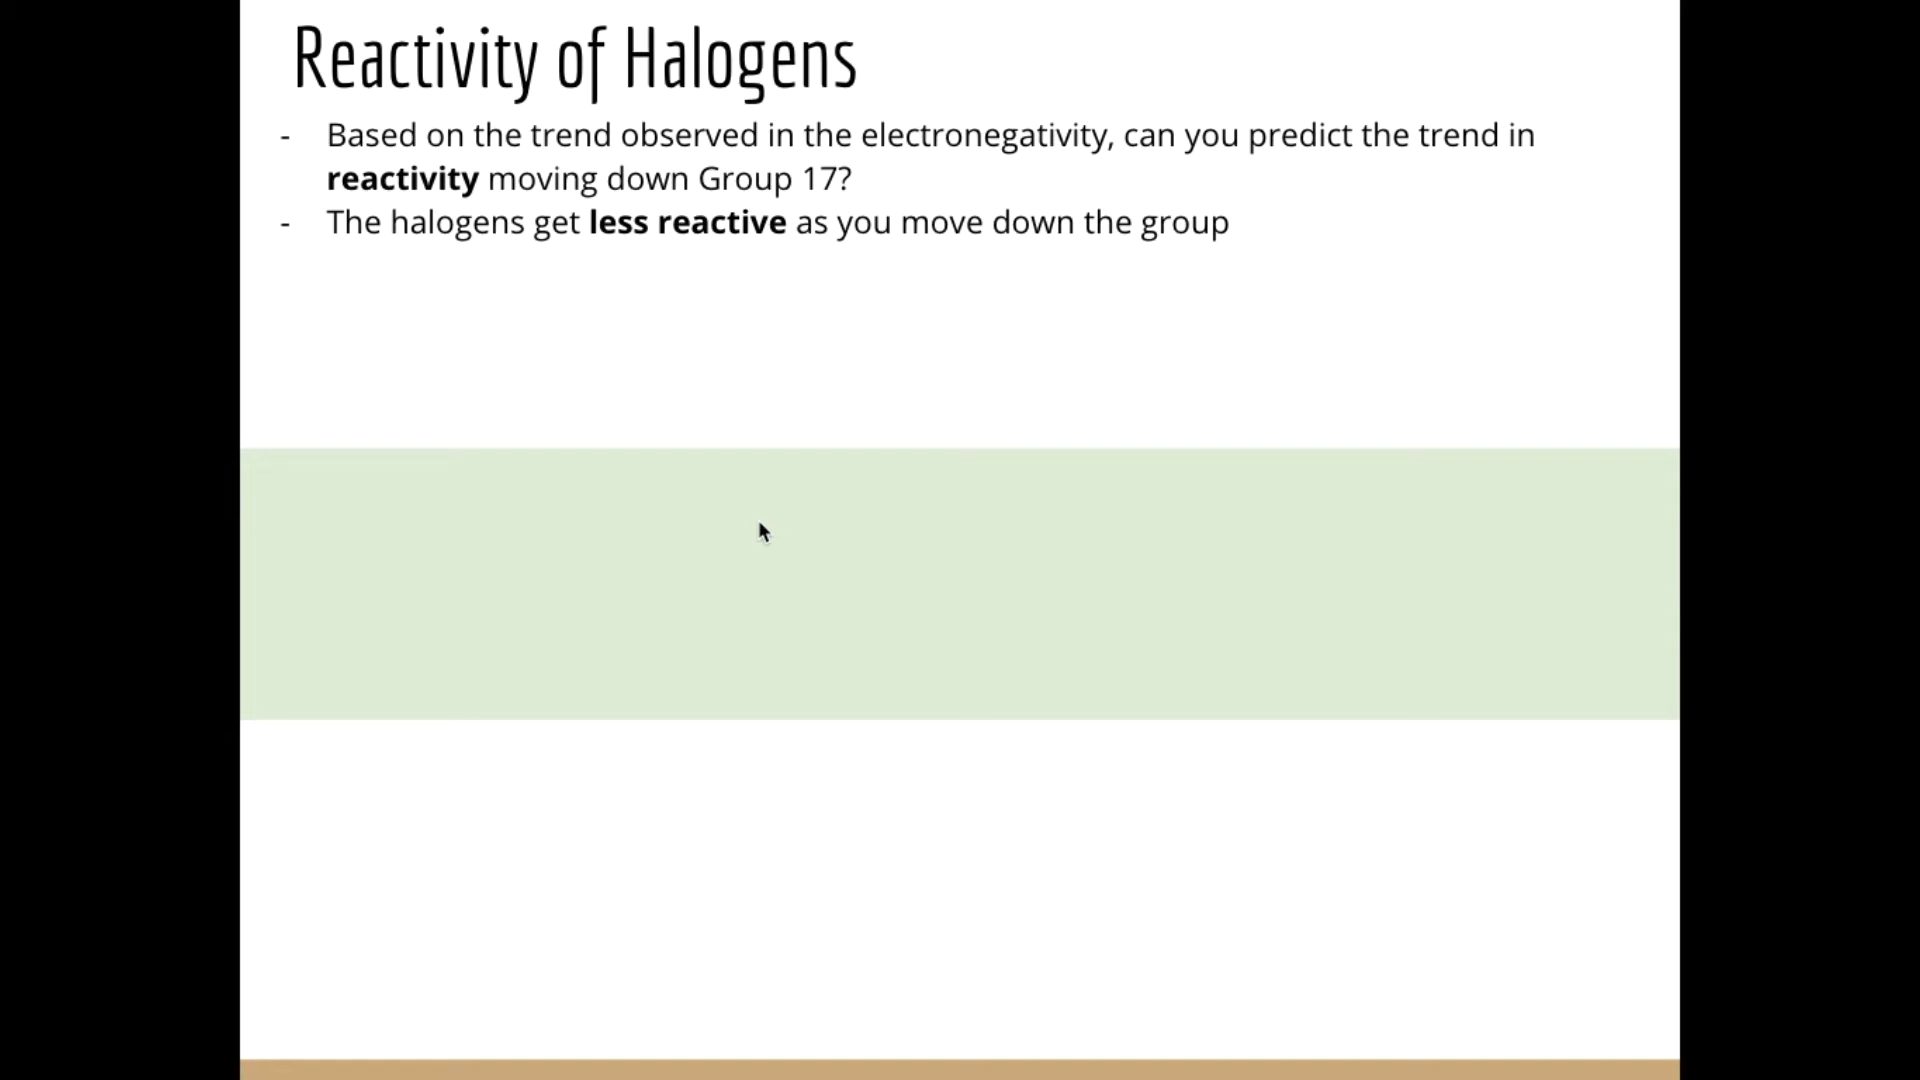 Reactivity of Halogens
- Based on the trend observed in the electronegativity, can you predict the trend in
reactivity moving down Group 17?
- The halogens get less reactive as you move down the group